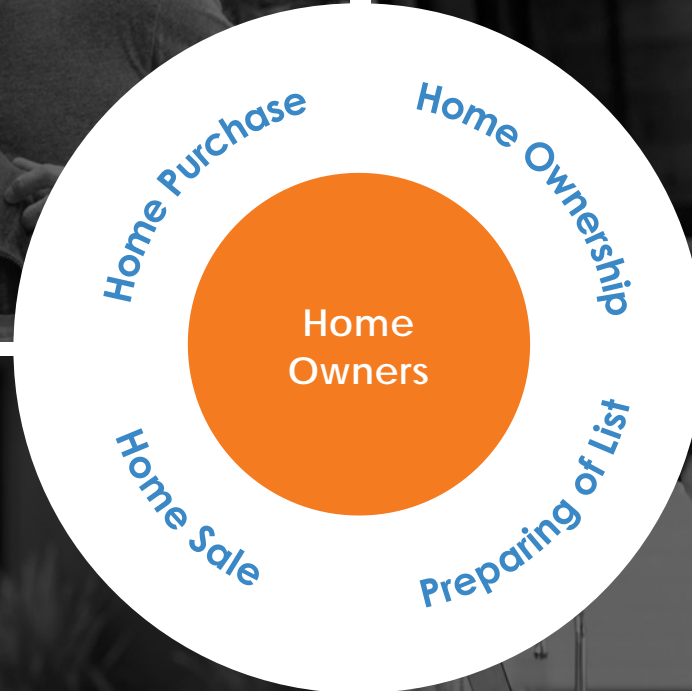 Home Purchase
Home Ownership
Home
Owners
Home Sale
Preparing of List